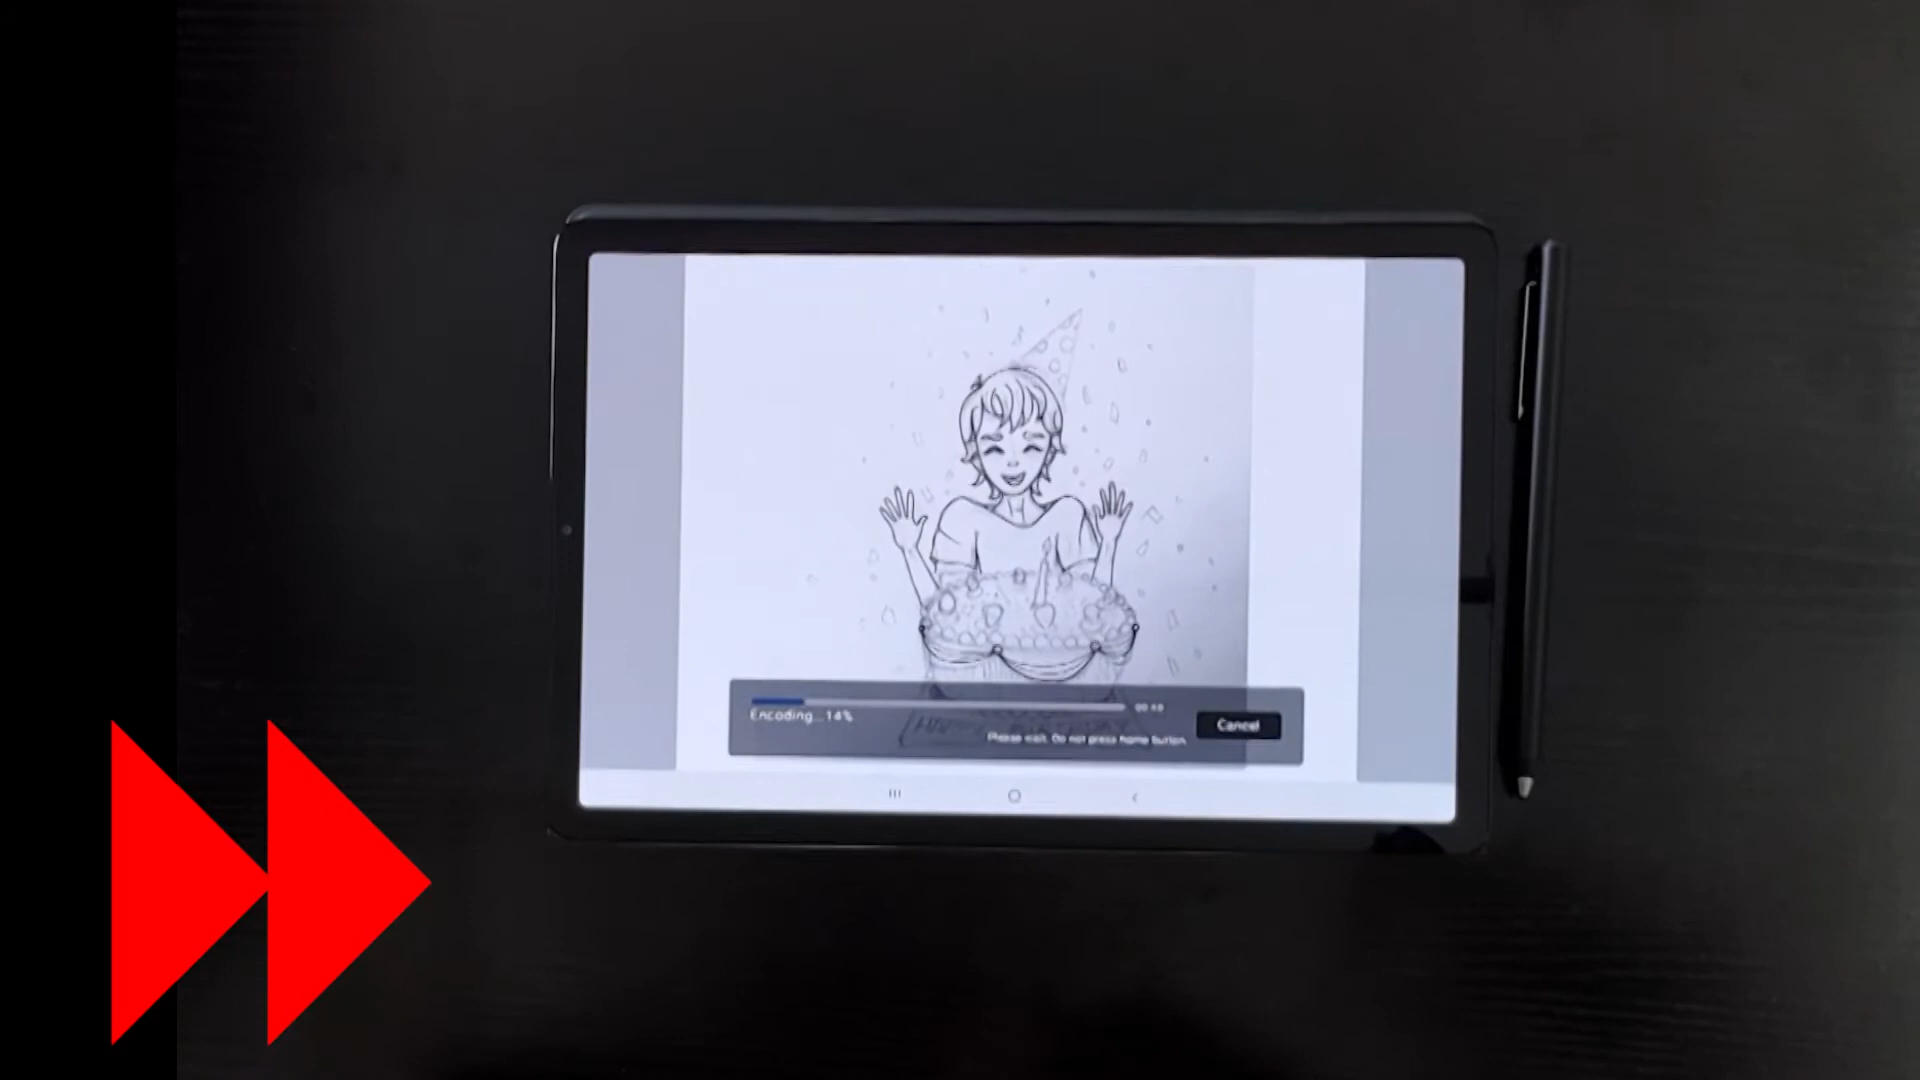 Encoding...14%
Cancel
Please wait. Do not press home button.